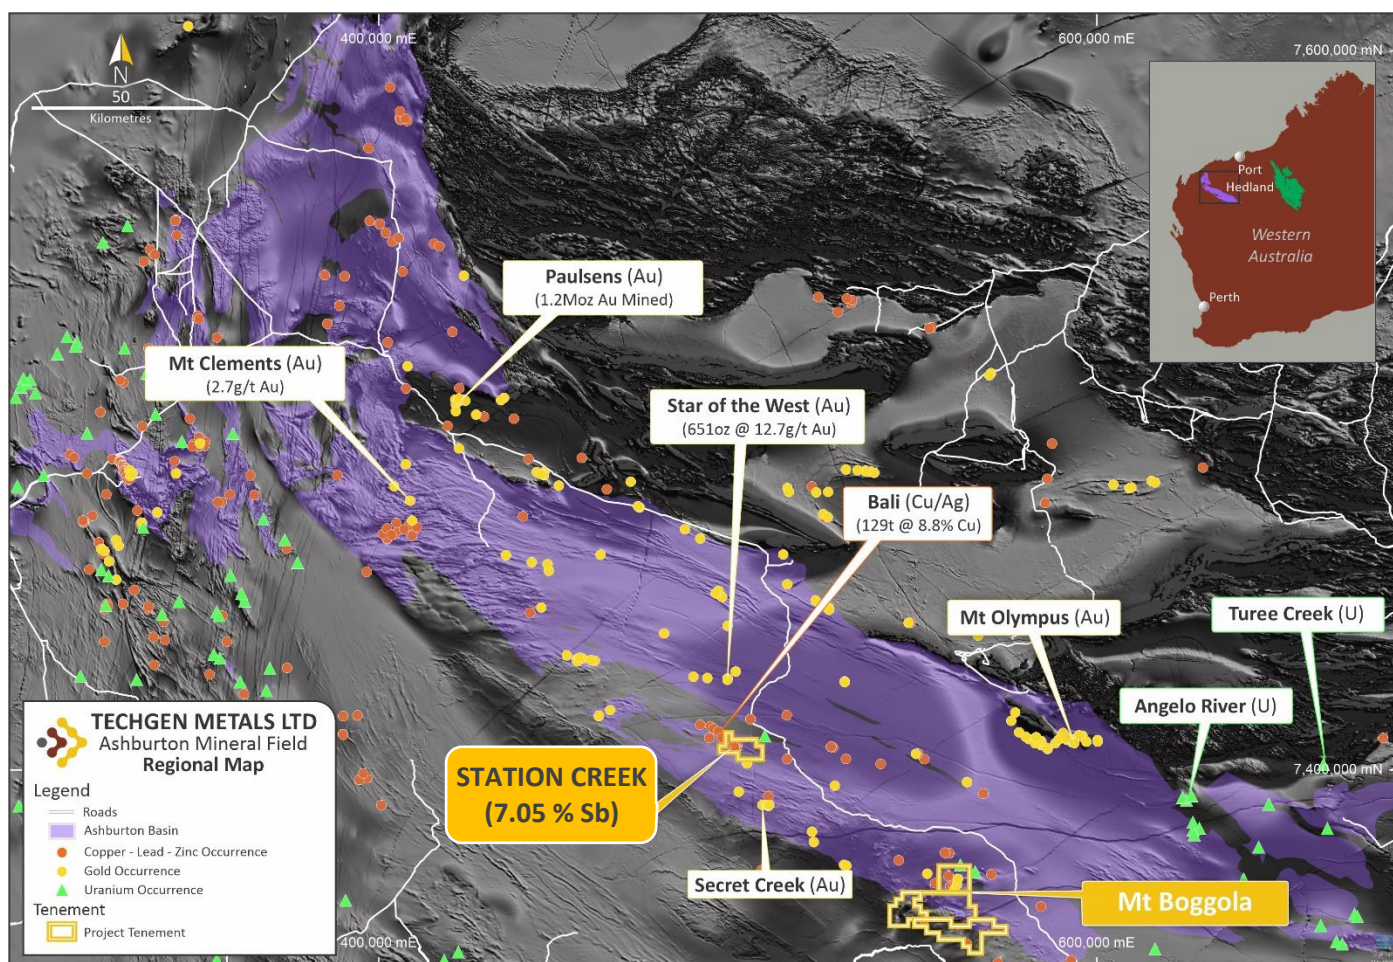 400,000 mE
600,000 mE
7,600,000 mN
N
50
Kilometres
Port
Hedland
Western
Australia
Perth
Paulsens (Au)
(1.2Moz Au Mined)
Mt Clements (Au)
(2.7g/t Au)
Star of the West (Au)
(651oz @ 12.7g/t Au)
Bali (Cu/Ag)
(129t @ 8.8% Cu)
Mt Olympus (Au)
Turee Creek (U)
Angelo River (U)
TECHGEN METALS LTD
Ashburton Mineral Field
Regional Map
Legend
Roads
Ashburton Basin
Copper - Lead - Zinc Occurrence
Gold Occurrence
Uranium Occurrence
Tenement
Project Tenement
STATION CREEK
(7.05 % Sb)
7,400,000 mN
Secret Creek (Au)
Mt Boggola
400,000 mE
600,000 mE